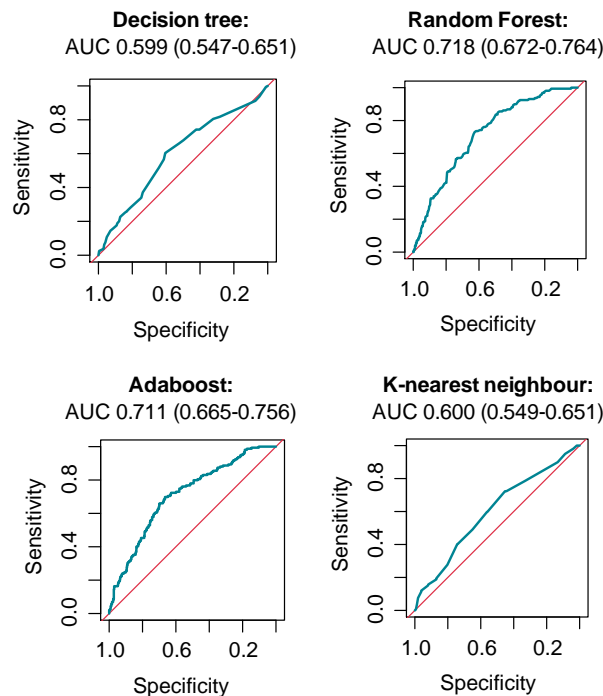 Decision tree:
AUC 0.599 (0.547-0.651)
Sensitivity
0.8
0.4
0.0
1.0 0.6 0.2
Specificity
Random Forest:
AUC 0.718 (0.672-0.764)
Sensitivity
0.8
0.4
0.0
1.0 0.6 0.2
Specificity
Adaboost:
AUC 0.711 (0.665-0.756)
Sensitivity
0.8
0.4
0.0
1.0 0.6 0.2
Specificity
K-nearest neighbour:
AUC 0.600 (0.549-0.651)
Sensitivity
0.8
0.4
0.0
1.0 0.6 0.2
Specificity